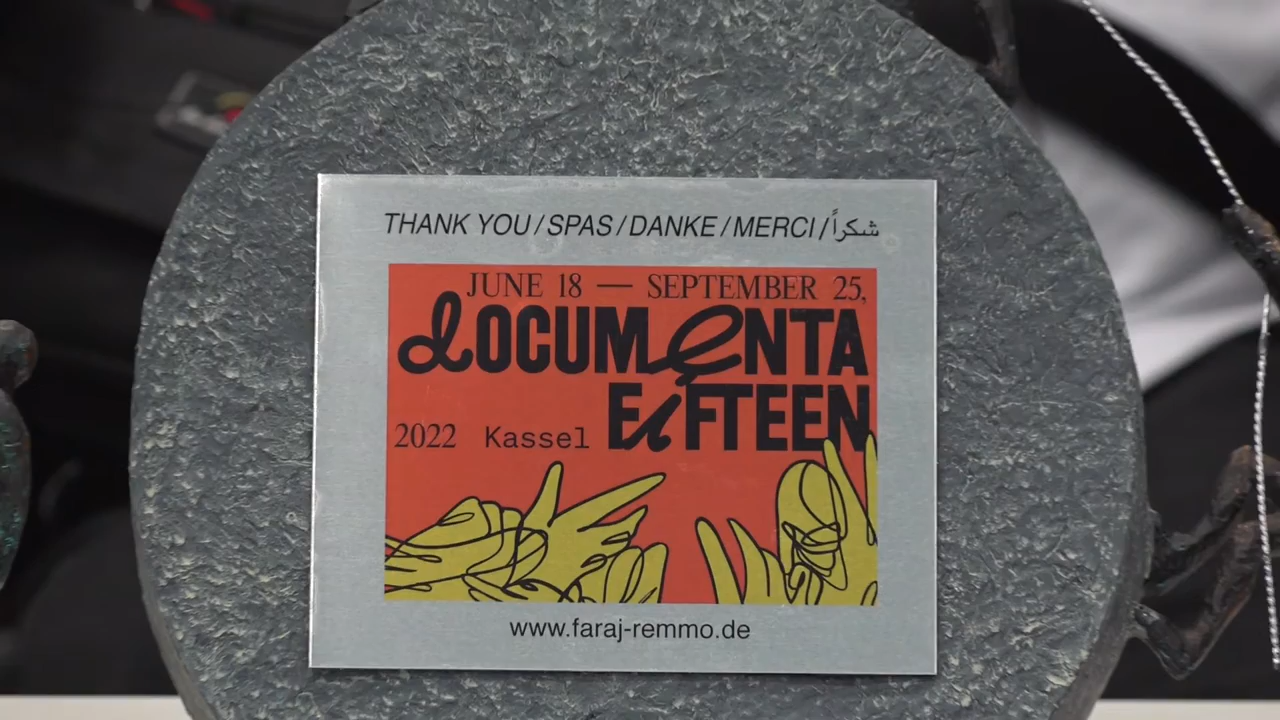 THANK YOU / SPAS / DANKE / MERCI / شكراً
JUNE 18 — SEPTEMBER 25,
dOCUMeNTA
FiFTEEN
2022 Kassel
www.faraj-remmo.de